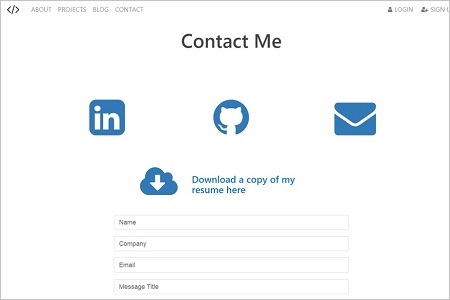 </> ABOUT PROJECTS BLOG CONTACT LOGIN SIGN U
Contact Me
in
Download a copy of my
resume here
Name
Company
Email
Message Title